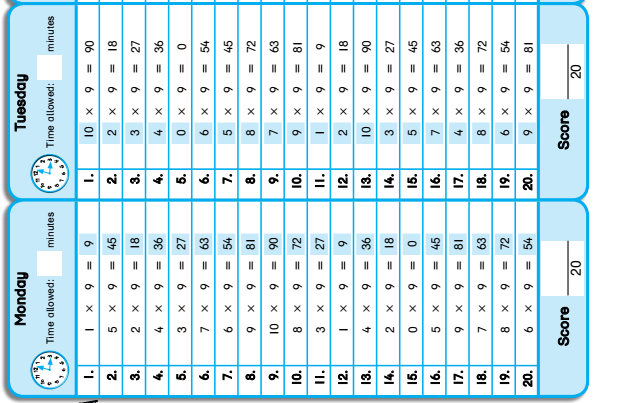 Monday
Time allowed: minutes
1. 1 × 9 = 9
2. 5 × 9 = 45
3. 2 × 9 = 18
4. 4 × 9 = 36
5. 3 × 9 = 27
6. 7 × 9 = 63
7. 6 × 9 = 54
8. 9 × 9 = 81
9. 10 × 9 = 90
10. 8 × 9 = 72
11. 3 × 9 = 27
12. 1 × 9 = 9
13. 4 × 9 = 36
14. 2 × 9 = 18
15. 0 × 9 = 0
16. 5 × 9 = 45
17. 9 × 9 = 81
18. 7 × 9 = 63
19. 8 × 9 = 72
20. 6 × 9 = 54
Score 20
Tuesday
Time allowed: minutes
1. 10 × 9 = 90
2. 2 × 9 = 18
3. 3 × 9 = 27
4. 4 × 9 = 36
5. 0 × 9 = 0
6. 6 × 9 = 54
7. 5 × 9 = 45
8. 8 × 9 = 72
9. 7 × 9 = 63
10. 9 × 9 = 81
11. 1 × 9 = 9
12. 2 × 9 = 18
13. 10 × 9 = 90
14. 3 × 9 = 27
15. 5 × 9 = 45
16. 7 × 9 = 63
17. 4 × 9 = 36
18. 8 × 9 = 72
19. 6 × 9 = 54
20. 9 × 9 = 81
Score 20